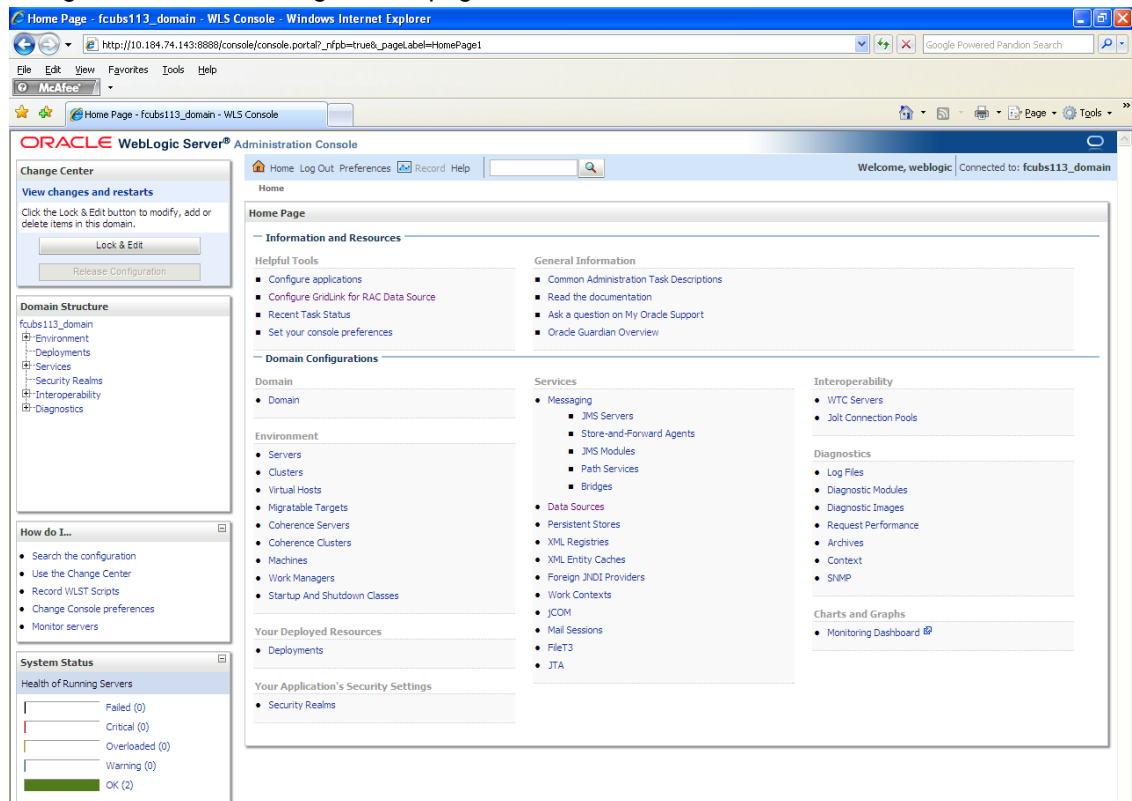 Home Page - fcubs113_domain - WLS Console - Windows Internet Explorer
http://10.184.74.143:8888/console/console.portal?_nfpb=true&_pageLabel=HomePage1
Google Powered Pandion Search
File Edit View Favorites Tools Help
McAfee
Home Page - fcubs113_domain - WLS Console
Page Tools
ORACLE WebLogic Server® Administration Console
Change Center
View changes and restarts
Click the Lock & Edit button to modify, add or
delete items in this domain.
Lock & Edit
Release Configuration
Domain Structure
fcubs113_domain
Environment
Deployments
Services
Security Realms
Interoperability
Diagnostics
How do I...
Search the configuration
Use the Change Center
Record WLST Scripts
Change Console preferences
Monitor servers
System Status
Health of Running Servers
Failed (0)
Critical (0)
Overloaded (0)
Warning (0)
OK (2)
Home Log Out Preferences Record Help
Welcome, weblogic Connected to: fcubs113_domain
Home
Home Page
Information and Resources
Helpful Tools
Configure applications
Configure GridLink for RAC Data Source
Recent Task Status
Set your console preferences
General Information
Common Administration Task Descriptions
Read the documentation
Ask a question on My Oracle Support
Oracle Guardian Overview
Domain Configurations
Domain
Domain
Environment
Servers
Clusters
Virtual Hosts
Migratable Targets
Coherence Servers
Coherence Clusters
Machines
Work Managers
Startup And Shutdown Classes
Your Deployed Resources
Deployments
Your Application's Security Settings
Security Realms
Services
Messaging
JMS Servers
Store-and-Forward Agents
JMS Modules
Path Services
Bridges
Data Sources
Persistent Stores
XML Registries
XML Entity Caches
Foreign JNDI Providers
Work Contexts
jCOM
Mail Sessions
FileT3
JTA
Interoperability
WTC Servers
Jolt Connection Pools
Diagnostics
Log Files
Diagnostic Modules
Diagnostic Images
Request Performance
Archives
Context
SNMP
Charts and Graphs
Monitoring Dashboard